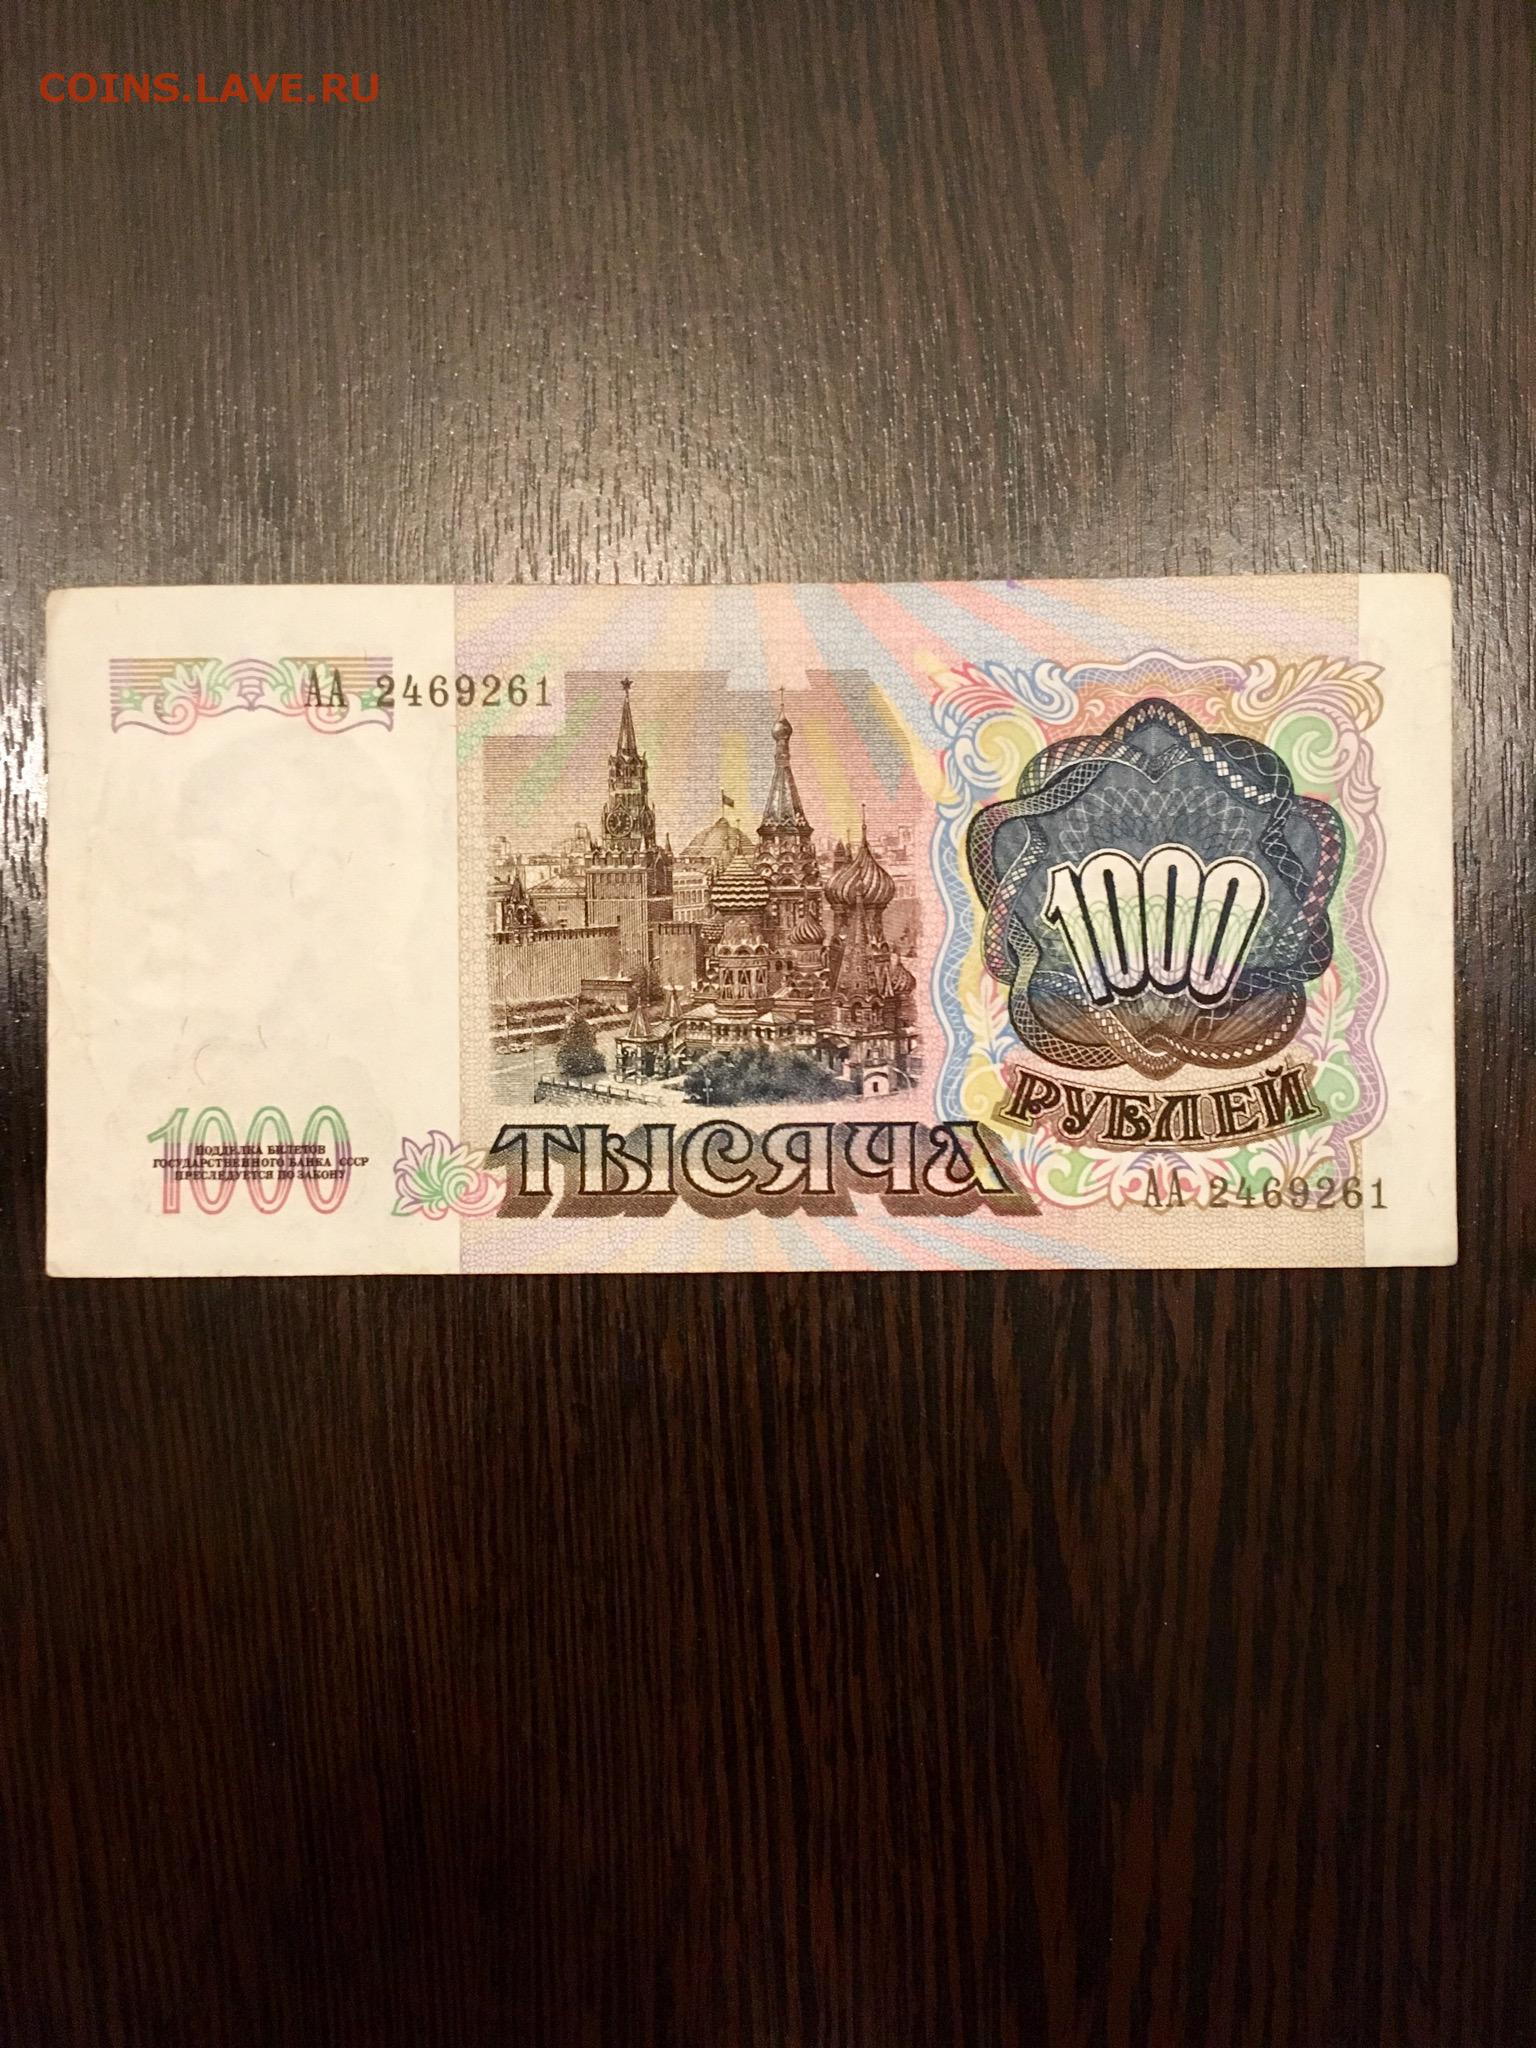 COINS.LAVE.RU
АА 2469261
1000
РУБЛЕЙ
1000
ПОДДЕЛКА БИЛЕТОВ
ГОСУДАРСТВЕННОГО БАНКА СССР
ПРЕСЛЕДУЕТСЯ ПО ЗАКОНУ
ТЫСЯЧА
АА 2469261